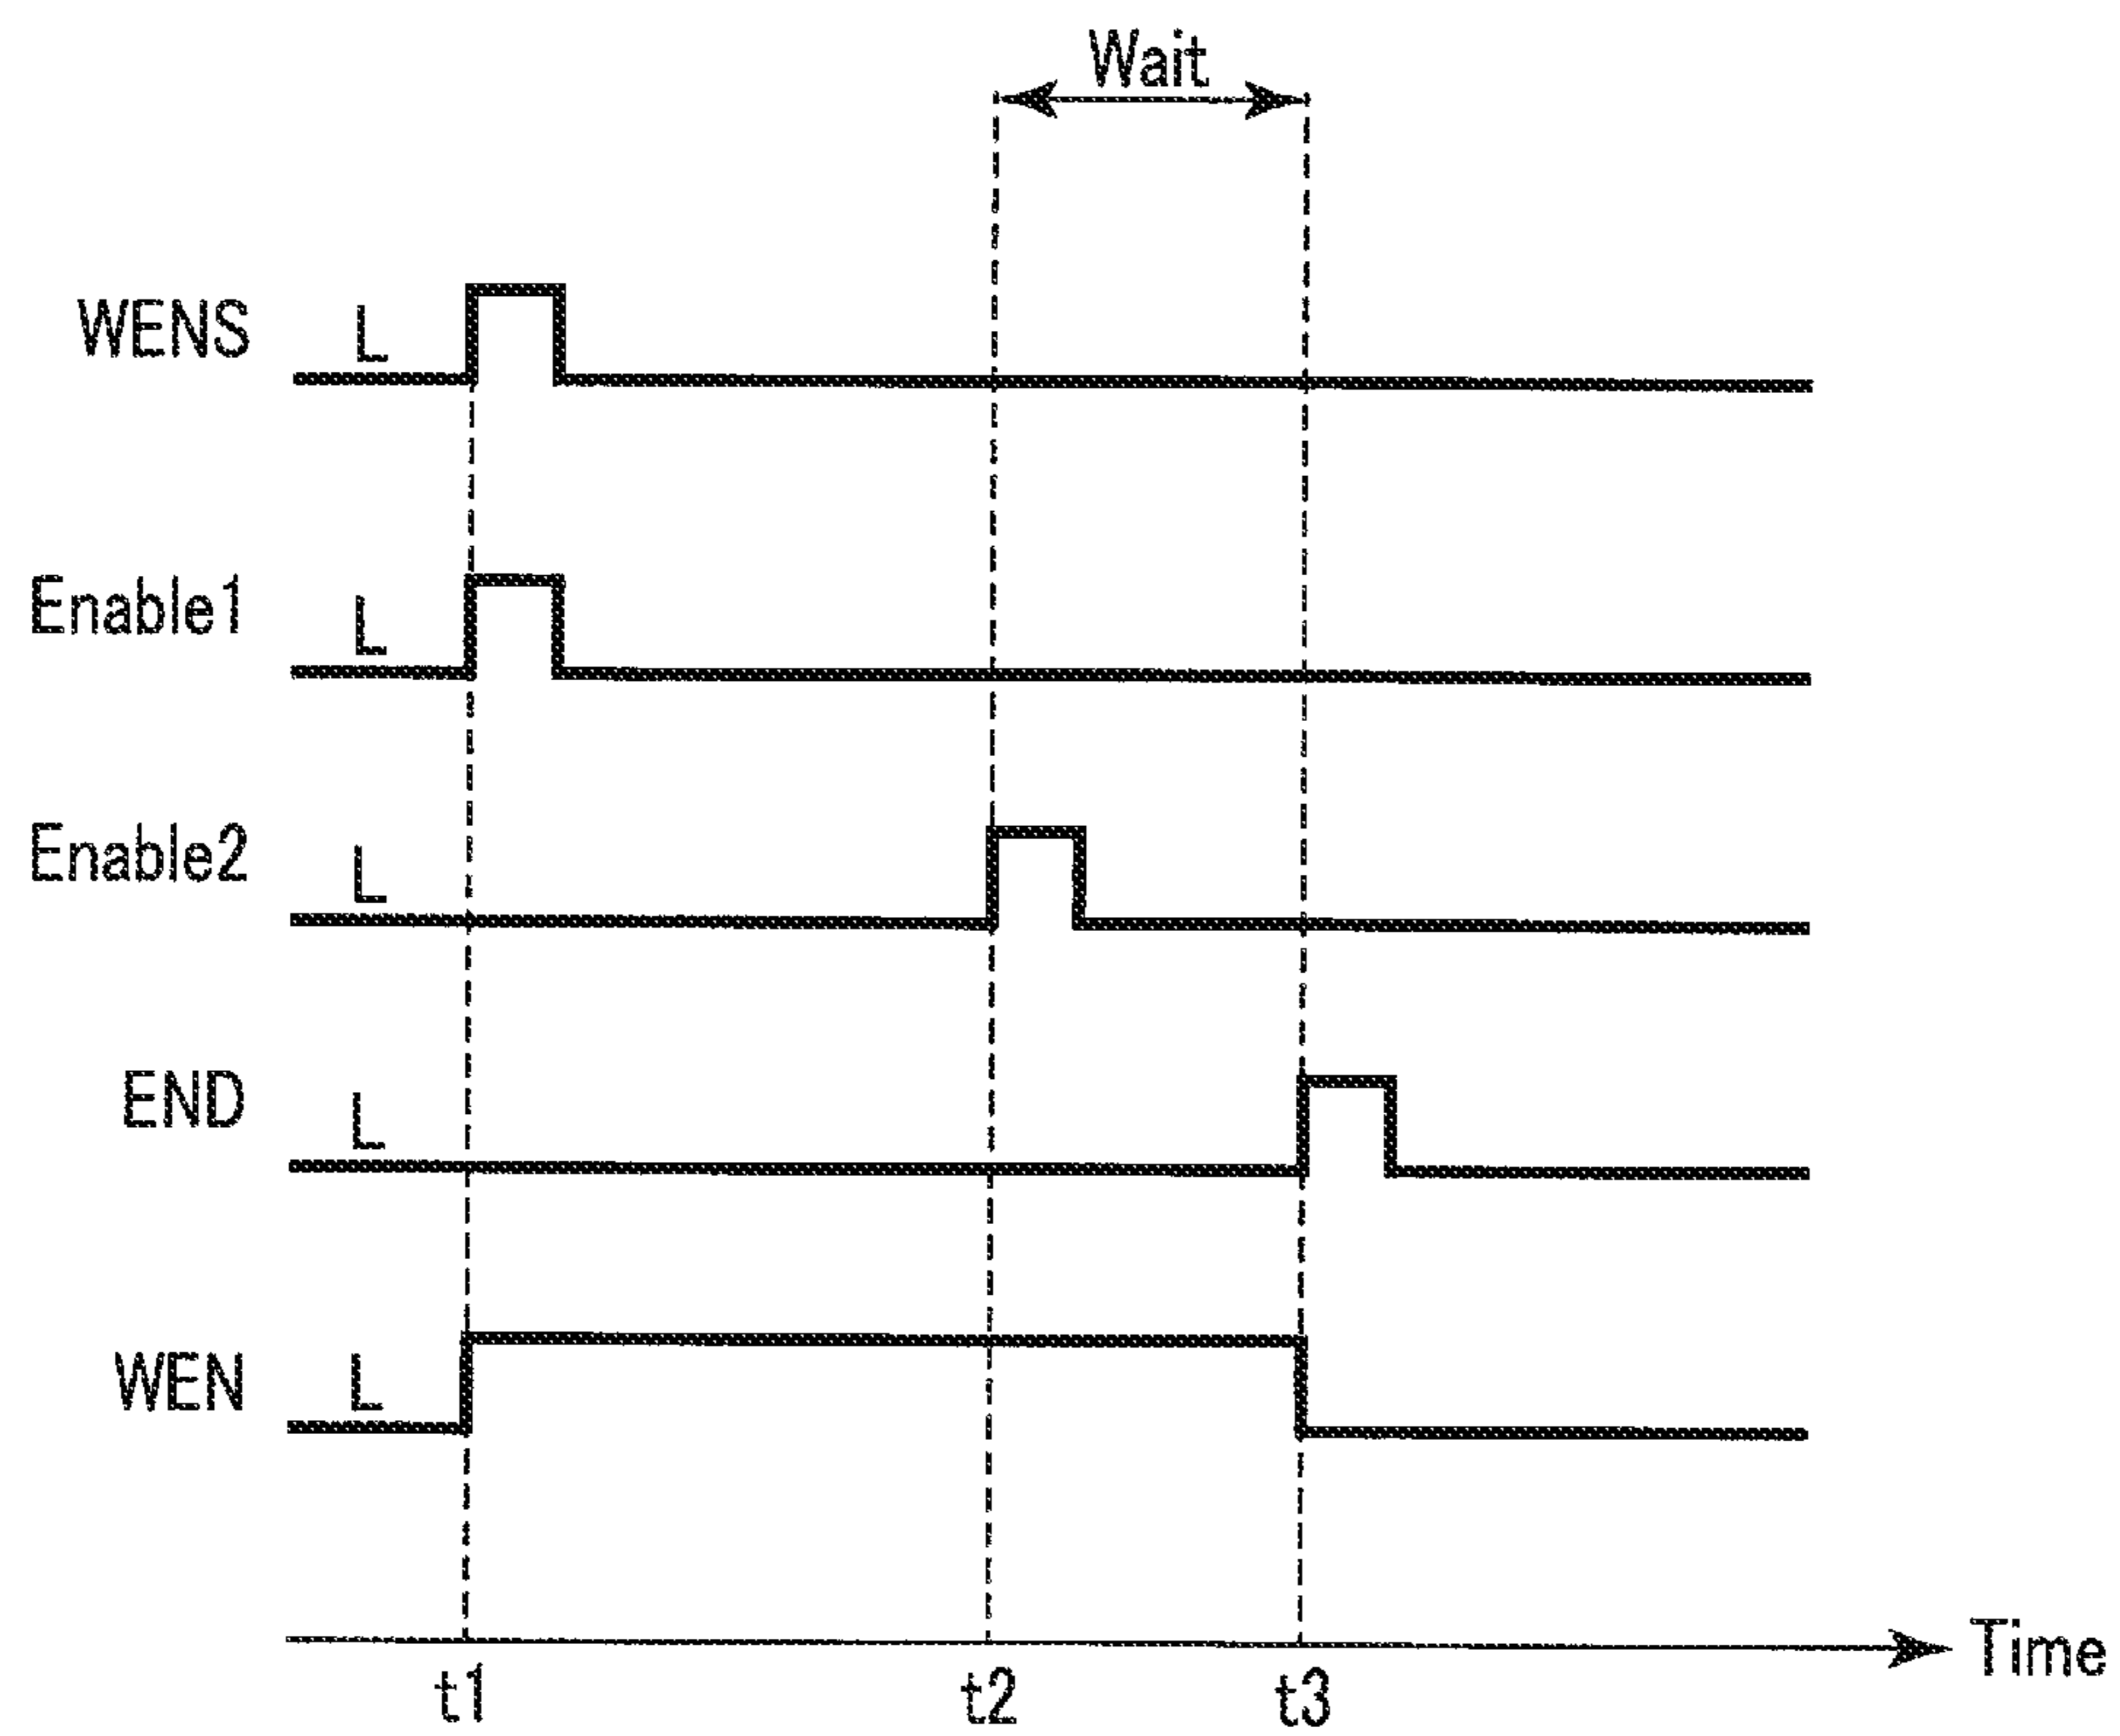 Wait
WENS L
Enable1 L
Enable2 L
END L
WEN L
Time
t1 t2 t3